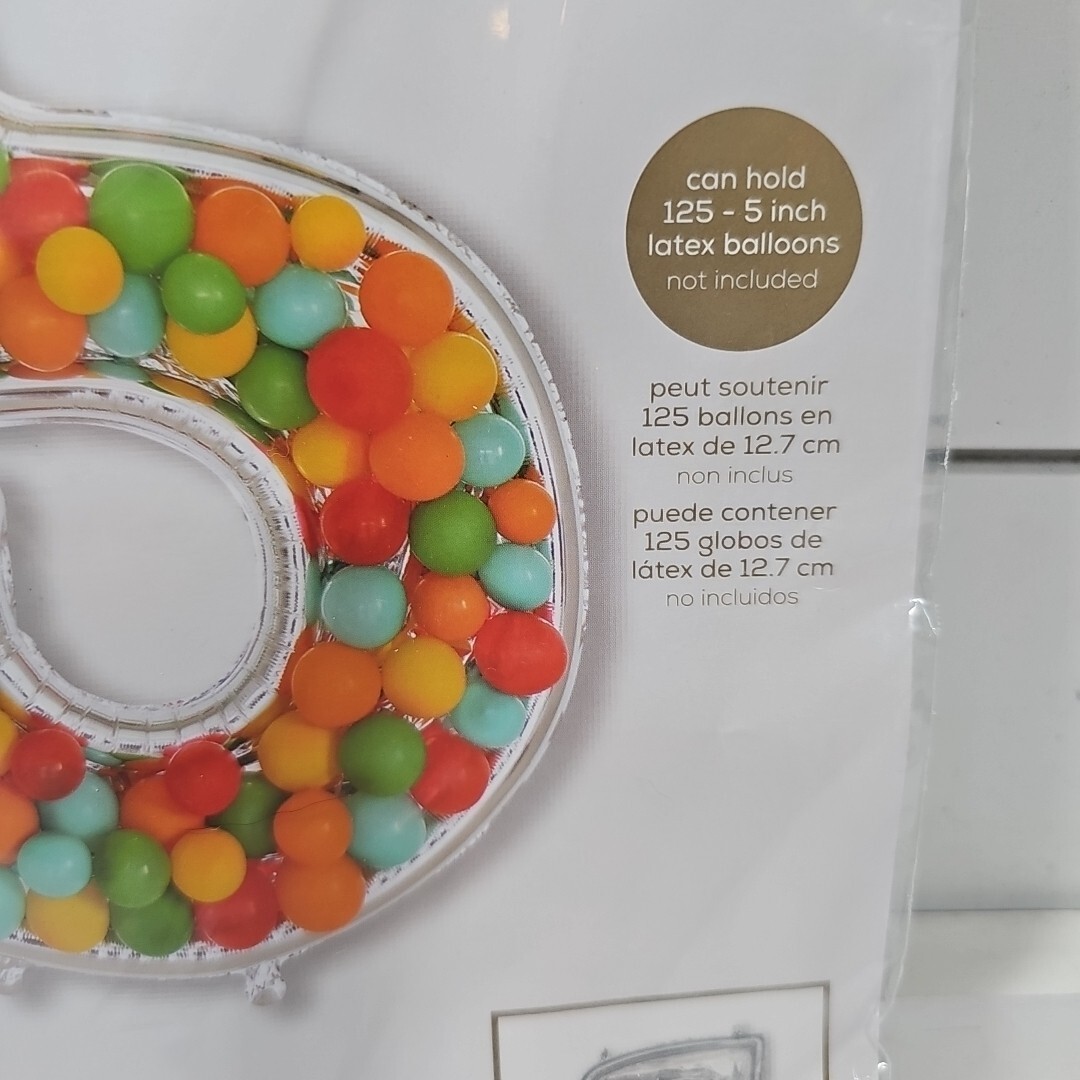 can hold
125 - 5 inch
latex balloons
not included
peut soutenir
125 ballons en
latex de 12.7 cm
non inclus
puede contener
125 globos de
látex de 12.7 cm
no incluidos